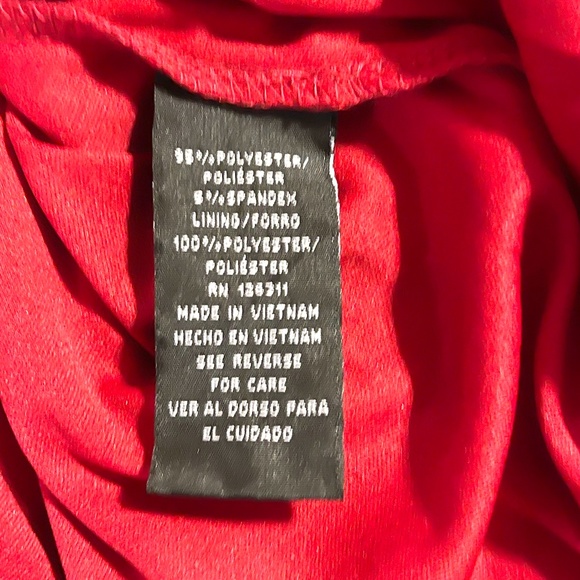 95%POLYESTER/
POLIÉSTER
5%SPANDEX
LINING/FORRO
100%POLYESTER/
POLIÉSTER
RN 136311
MADE IN VIETNAM
HECHO EN VIETNAM
SEE REVERSE
FOR CARE
VER AL DORSO PARA
EL CUIDADO